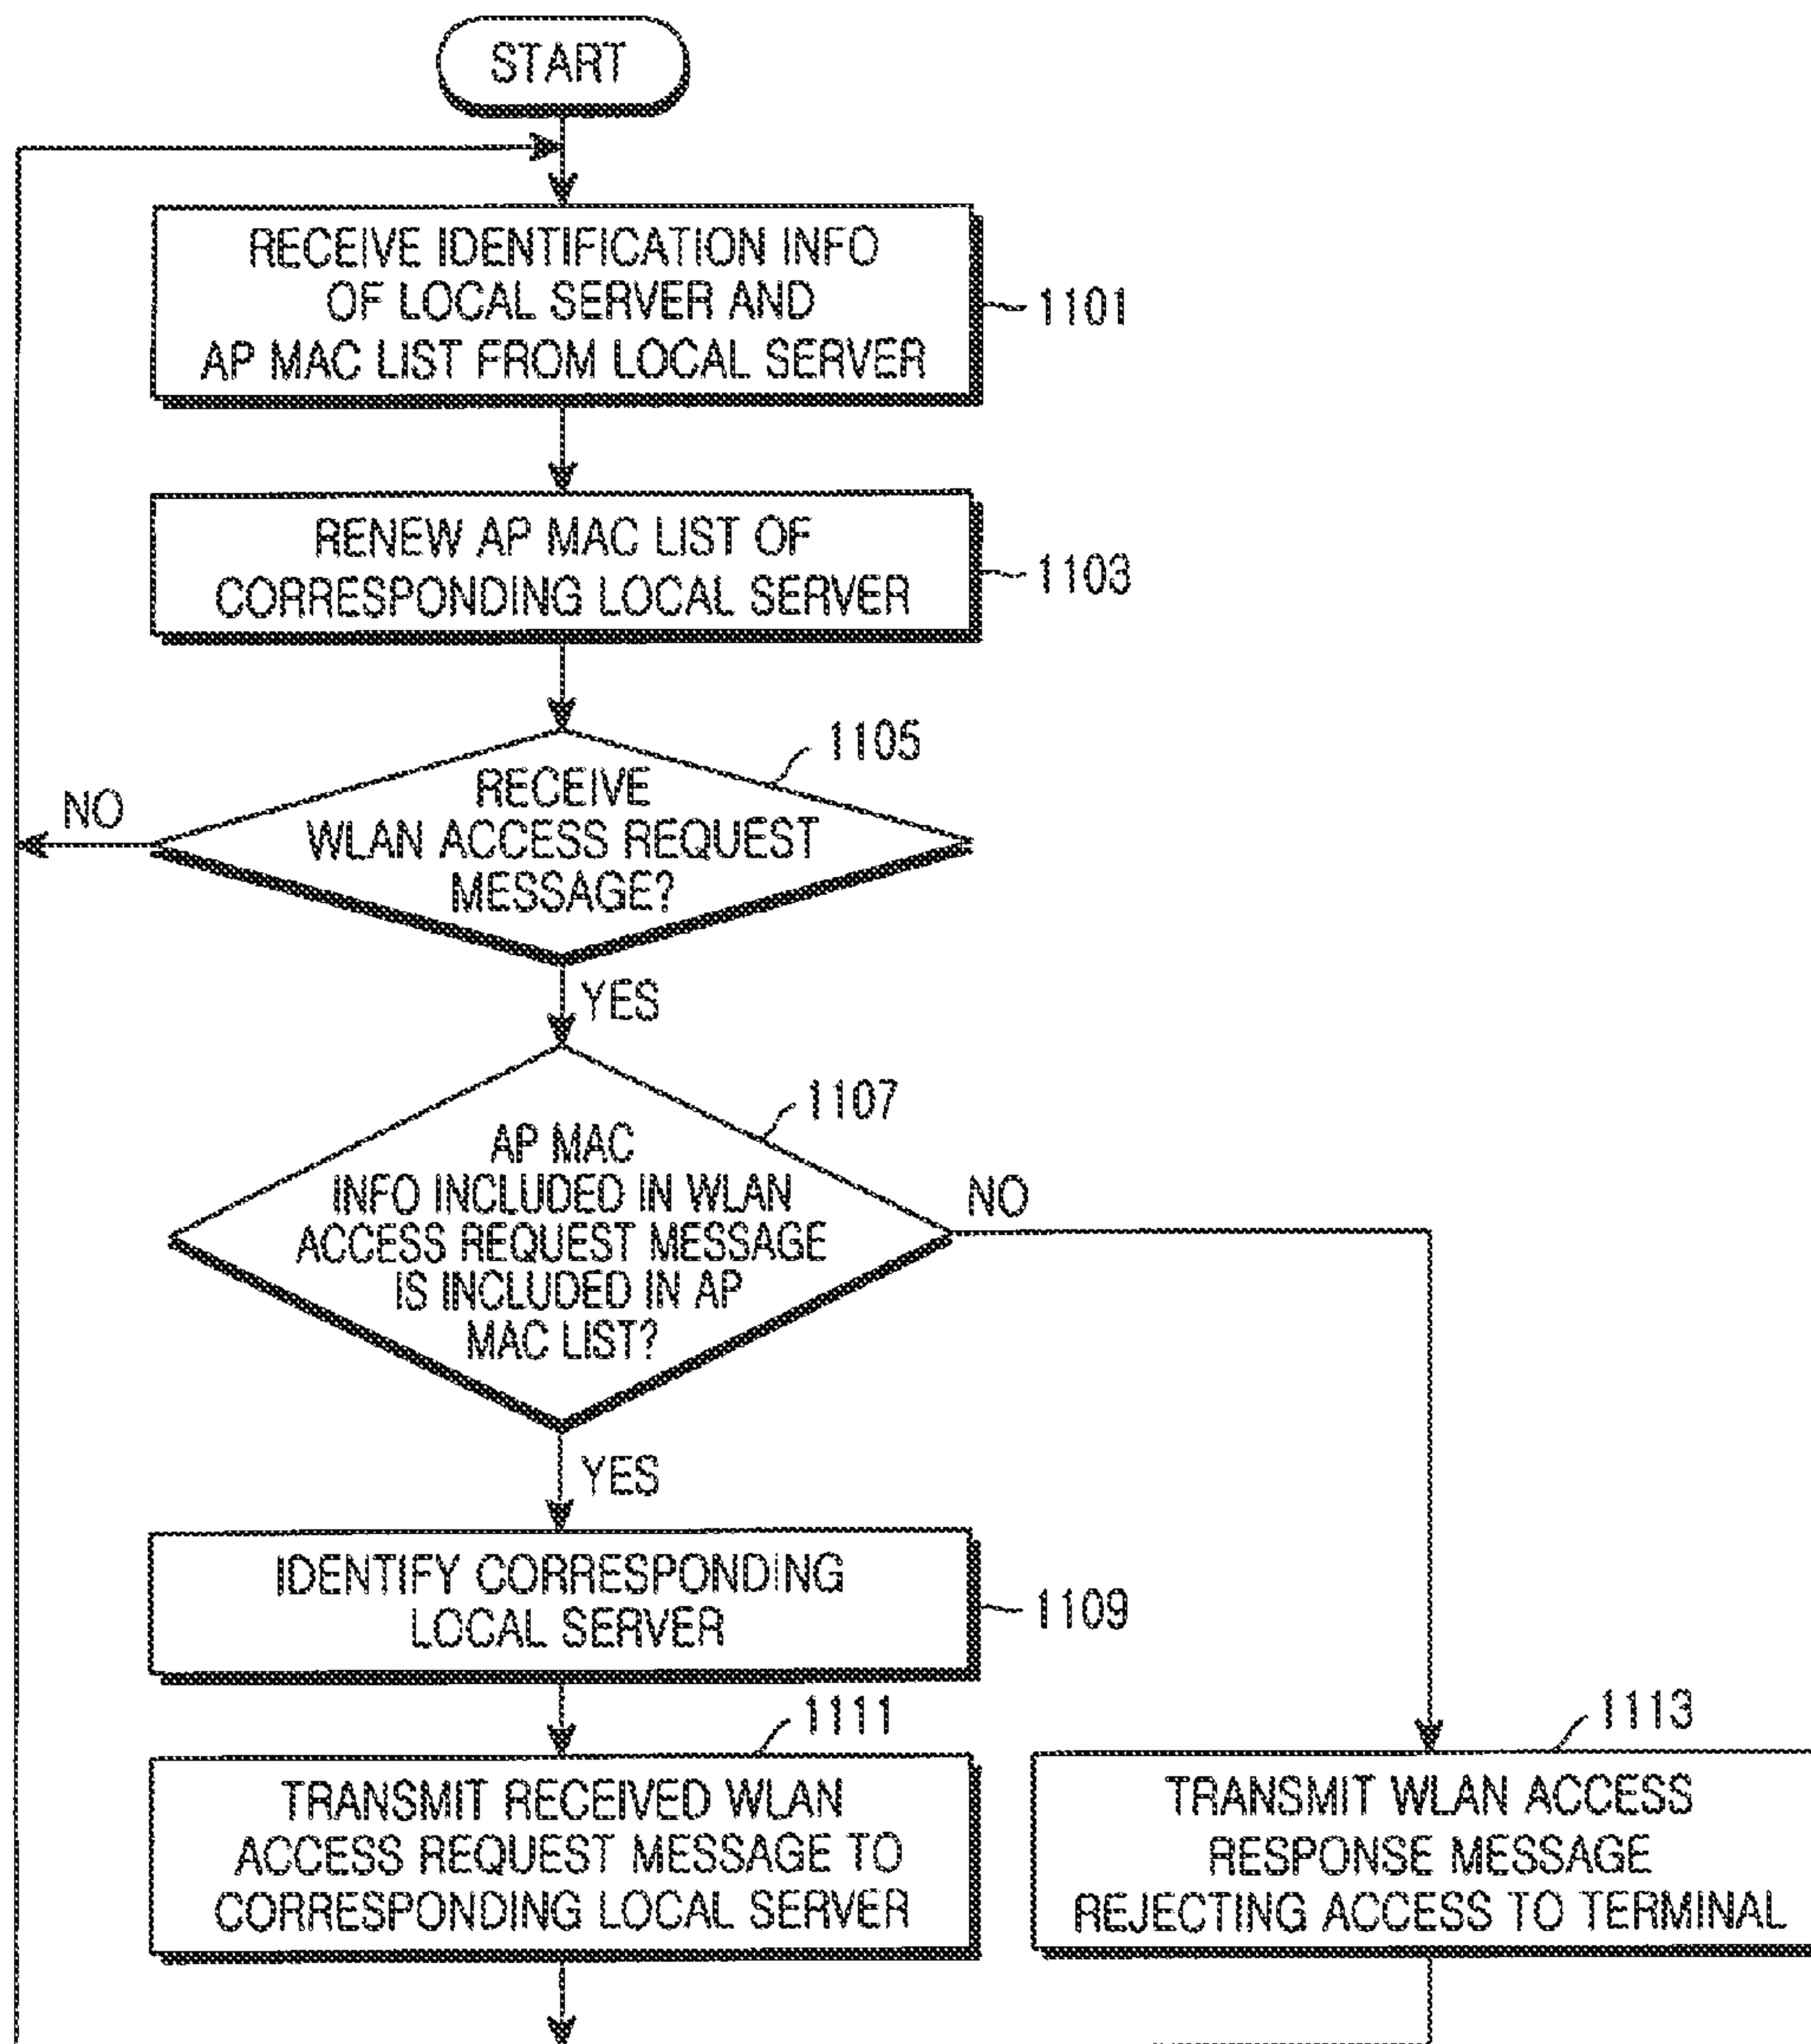 START
RECEIVE IDENTIFICATION INFO
OF LOCAL SERVER AND
AP MAC LIST FROM LOCAL SERVER
1101
RENEW AP MAC LIST OF
CORRESPONDING LOCAL SERVER
1103
1105
RECEIVE
WLAN ACCESS REQUEST
MESSAGE?
NO
YES
1107
AP MAC
INFO INCLUDED IN WLAN
ACCESS REQUEST MESSAGE
IS INCLUDED IN AP
MAC LIST?
NO
YES
IDENTIFY CORRESPONDING
LOCAL SERVER
1109
1111
TRANSMIT RECEIVED WLAN
ACCESS REQUEST MESSAGE TO
CORRESPONDING LOCAL SERVER
1113
TRANSMIT WLAN ACCESS
RESPONSE MESSAGE
REJECTING ACCESS TO TERMINAL